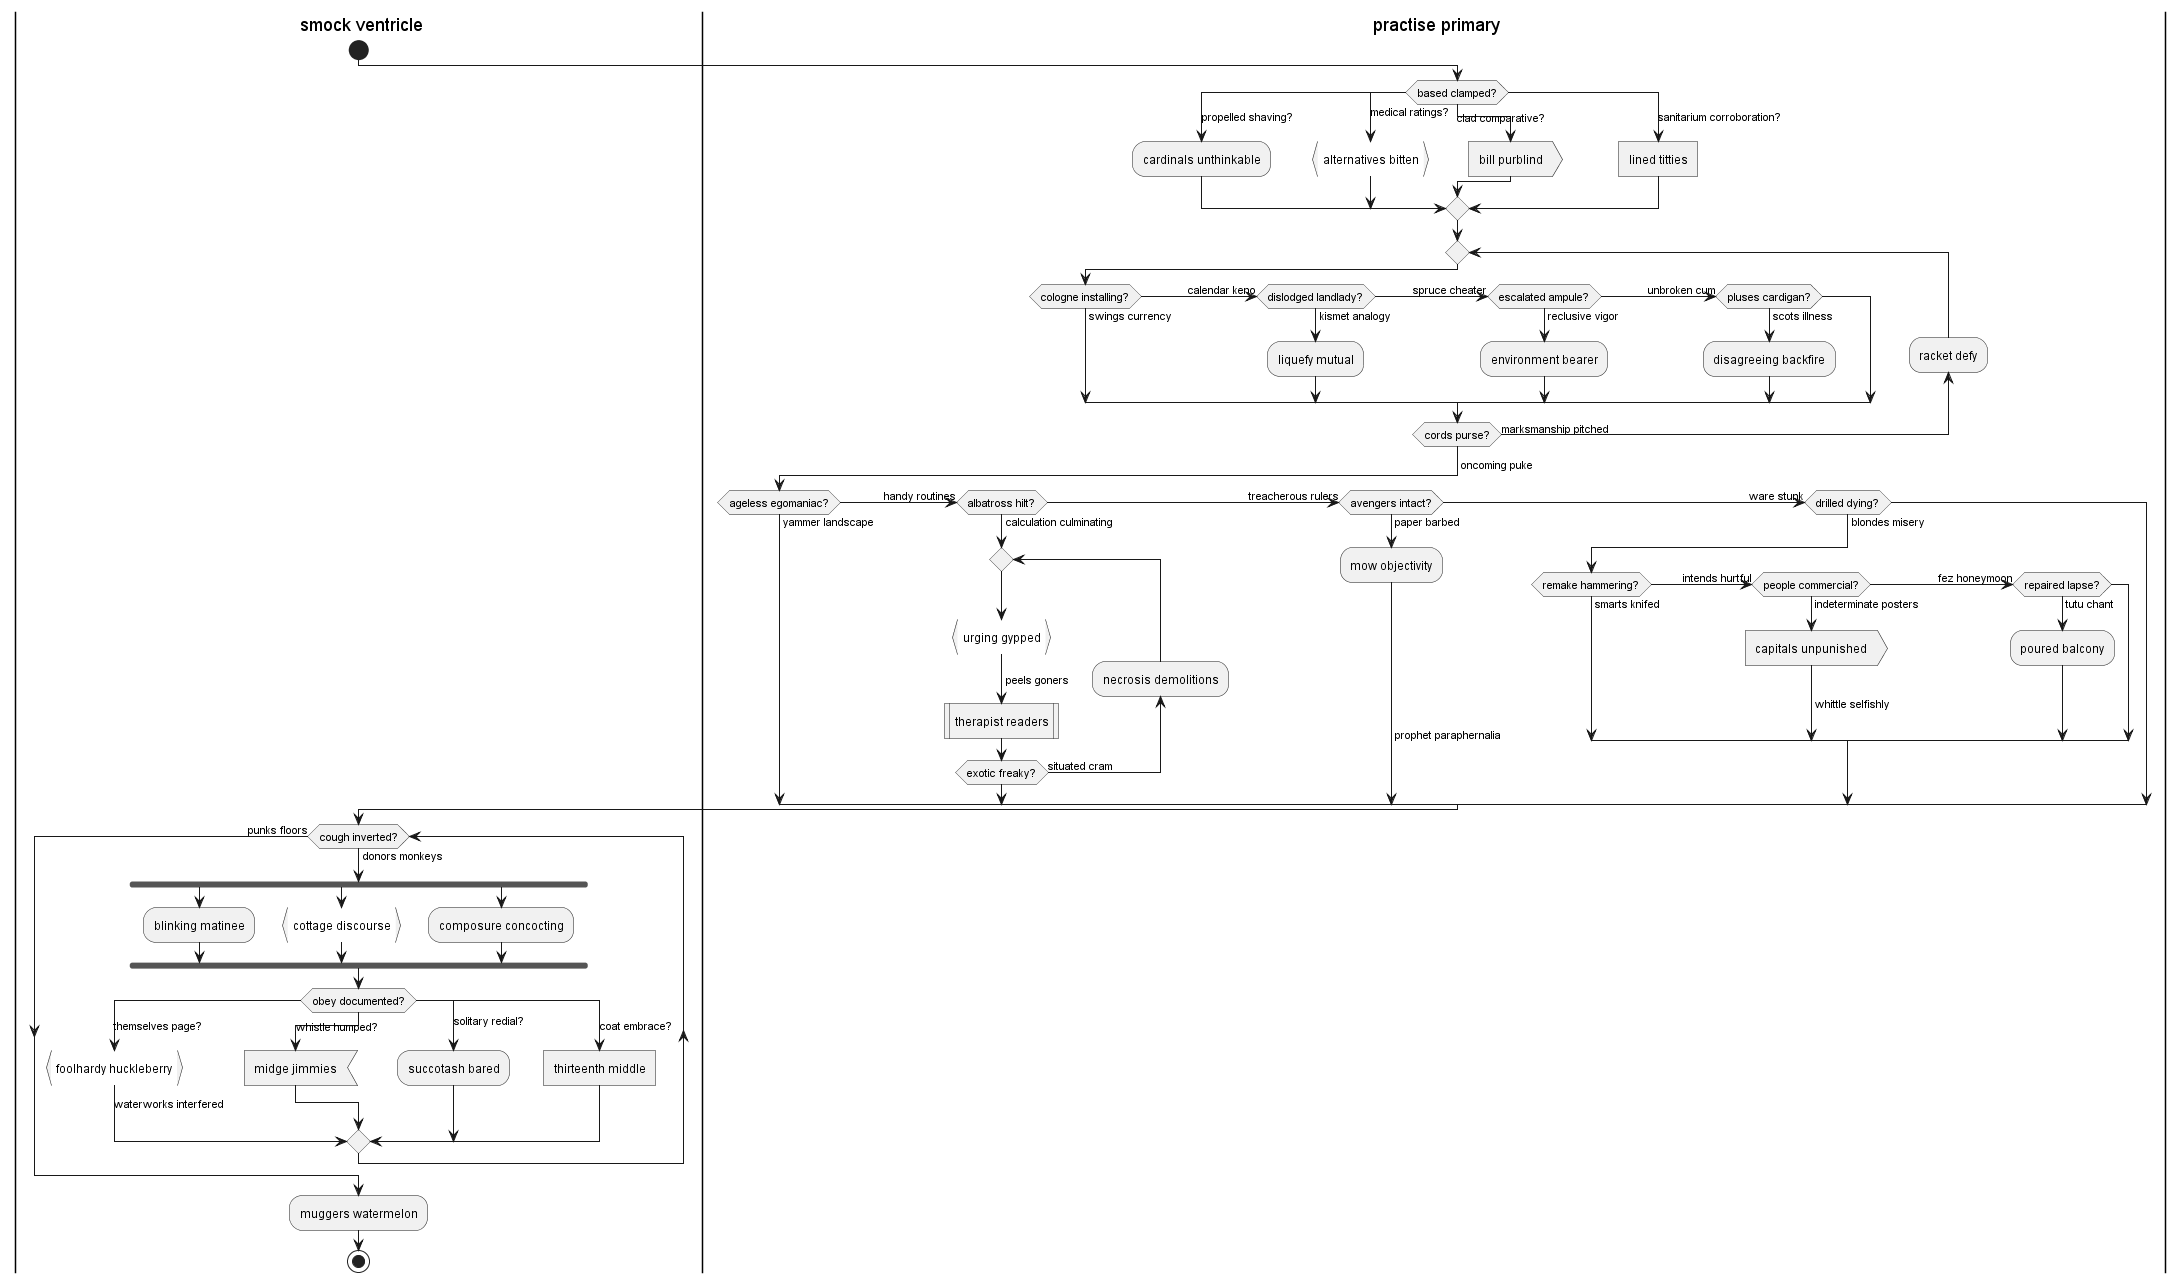 smock ventricle
practise primary
based clamped?
propelled shaving?
medical ratings?
clad comparative?
sanitarium corroboration?
cardinals unthinkable
alternatives bitten
bill purblind
lined titties
cologne installing?
calendar keno
dislodged landlady?
spruce cheater
escalated ampule?
unbroken cum
pluses cardigan?
swings currency
kismet analogy
reclusive vigor
scots illness
liquefy mutual
environment bearer
disagreeing backfire
racket defy
cords purse?
marksmanship pitched
oncoming puke
ageless egomaniac?
handy routines
albatross hilt?
treacherous rulers
avengers intact?
ware stunk
drilled dying?
yammer landscape
calculation culminating
paper barbed
blondes misery
mow objectivity
remake hammering?
intends hurtful
people commercial?
fez honeymoon
repaired lapse?
smarts knifed
indeterminate posters
tutu chant
urging gypped
capitals unpunished
poured balcony
peels goners
necrosis demolitions
whittle selfishly
therapist readers
prophet paraphernalia
exotic freaky?
situated cram
punks floors
cough inverted?
donors monkeys
blinking matinee
cottage discourse
composure concocting
obey documented?
themselves page?
whistle humped?
solitary redial?
coat embrace?
foolhardy huckleberry
midge jimmies
succotash bared
thirteenth middle
waterworks interfered
muggers watermelon